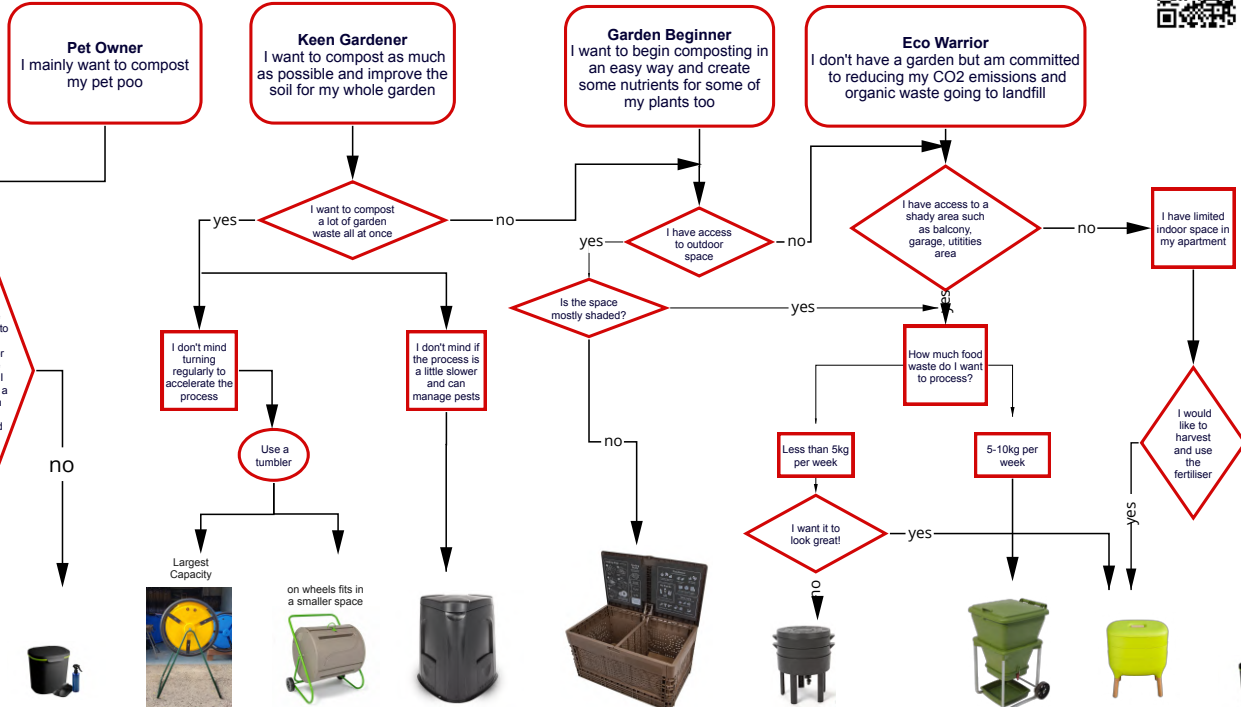 Pet Owner
I mainly want to compost
my pet poo
Keen Gardener
I want to compost as much
as possible and improve the
soil for my whole garden
Garden Beginner
I want to begin composting in
an easy way and create
some nutrients for some of
my plants too
Eco Warrior
I don't have a garden but am committed
to reducing my CO2 emissions and
organic waste going to landfill
yes
I want to compost
a lot of garden
waste all at once
no
yes
I have access
to outdoor
space
no
I have access to a
shady area such
as balcony,
garage, utitities
area
no
I have limited
indoor space in
my apartment
Is the space
mostly shaded?
yes
yes
to
I don't mind
turning
regularly to
accelerate the
process
I don't mind if
the process is
a little slower
and can
manage pests
How much food
waste do I want
to process?
no
Use a
tumbler
no
Less than 5kg
per week
5-10kg per
week
I would
like to
harvest
and use
the
fertiliser
I want it to
look great!
yes
yes
no
Largest
Capacity
on wheels fits in
a smaller space